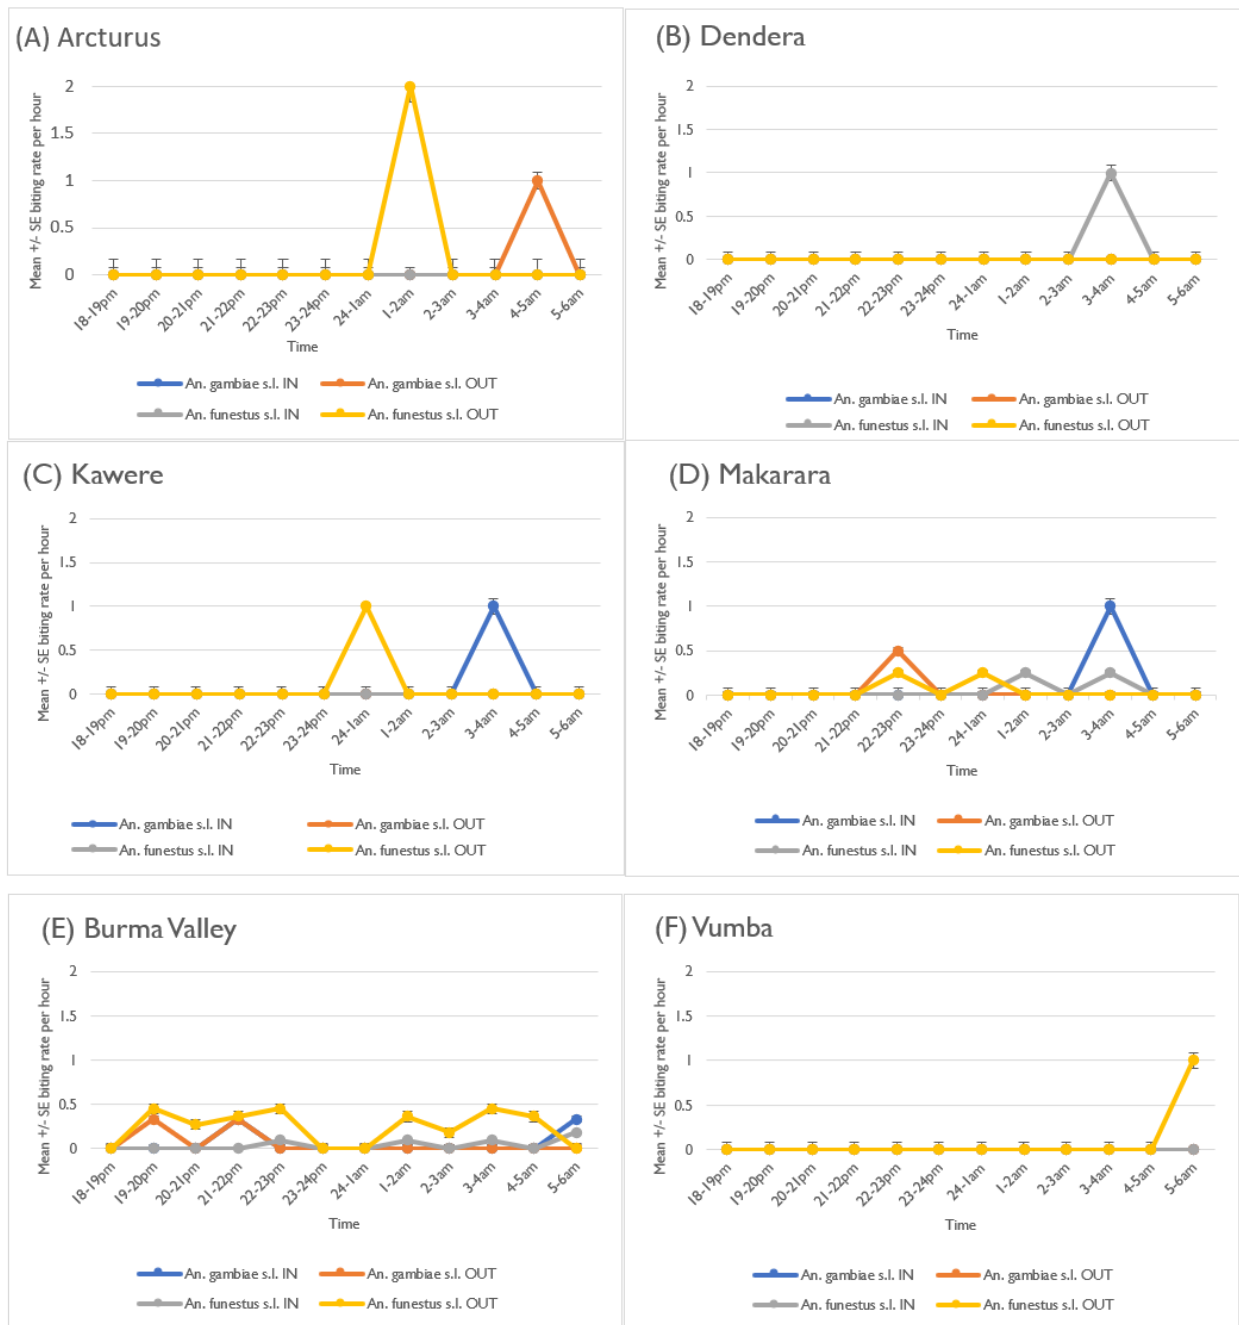 (A) Arcturus
Mean +/- SE biting rate per hour
2
1.5
1
0.5
0
18-19pm
19-20pm
20-21pm
21-22pm
22-23pm
23-24pm
24-1am
1-2am
2-3am
3-4am
4-5am
5-6am
Time
An. gambiae s.l. IN
An. gambiae s.l. OUT
An. funestus s.l. IN
An. funestus s.l. OUT
(B) Dendera
Mean +/- SE biting rate per hour
2
1.5
1
0.5
0
18-19pm
19-20pm
20-21pm
21-22pm
22-23pm
23-24pm
24-1am
1-2am
2-3am
3-4am
4-5am
5-6am
Time
An. gambiae s.l. IN
An. gambiae s.l. OUT
An. funestus s.l. IN
An. funestus s.l. OUT
(C) Kawere
Mean +/- SE biting rate per hour
2
1.5
1
0.5
0
18-19pm
19-20pm
20-21pm
21-22pm
22-23pm
23-24pm
24-1am
1-2am
2-3am
3-4am
4-5am
5-6am
Time
An. gambiae s.l. IN
An. gambiae s.l. OUT
An. funestus s.l. IN
An. funestus s.l. OUT
(D) Makarara
Mean +/- SE biting rate per hour
2
1.5
1
0.5
0
18-19pm
19-20pm
20-21pm
21-22pm
22-23pm
23-24pm
24-1am
1-2am
2-3am
3-4am
4-5am
5-6am
Time
An. gambiae s.l. IN
An. gambiae s.l. OUT
An. funestus s.l. IN
An. funestus s.l. OUT
(E) Burma Valley
Mean +/- SE biting rate per hour
2
1.5
1
0.5
0
18-19pm
19-20pm
20-21pm
21-22pm
22-23pm
23-24pm
24-1am
1-2am
2-3am
3-4am
4-5am
5-6am
Time
An. gambiae s.l. IN
An. gambiae s.l. OUT
An. funestus s.l. IN
An. funestus s.l. OUT
(F) Vumba
Mean +/- SE biting rate per hour
2
1.5
1
0.5
0
18-19pm
19-20pm
20-21pm
21-22pm
22-23pm
23-24pm
24-1am
1-2am
2-3am
3-4am
4-5am
5-6am
Time
An. gambiae s.l. IN
An. gambiae s.l. OUT
An. funestus s.l. IN
An. funestus s.l. OUT